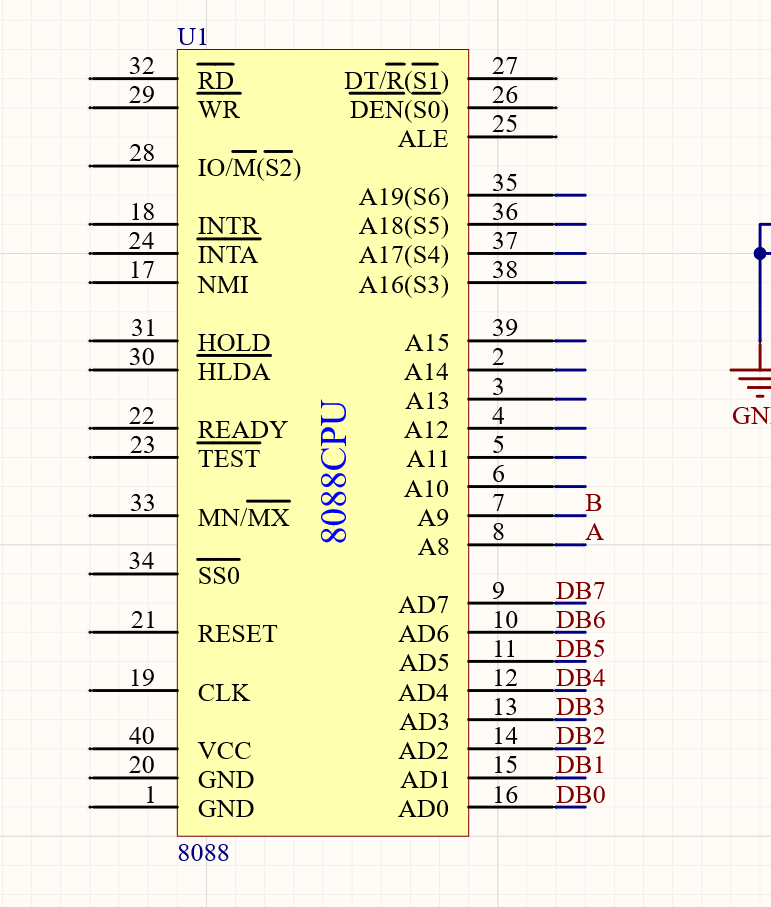 U1
32 RD DT/R(S1) 27
29 WR DEN(S0) 26
ALE 25
28 IO/M(S2)
A19(S6) 35
18 INTR A18(S5) 36
24 INTA A17(S4) 37
17 NMI A16(S3) 38
31 HOLD A15 39
30 HLDA A14 2
A13 3
22 READY A12 4
23 TEST A11 5
A10 6
33 MN/MX A9 7 B
A8 8 A
34 SS0
AD7 9 DB7
21 RESET AD6 10 DB6
AD5 11 DB5
19 CLK AD4 12 DB4
AD3 13 DB3
40 VCC AD2 14 DB2
20 GND AD1 15 DB1
1 GND AD0 16 DB0
8088CPU
8088